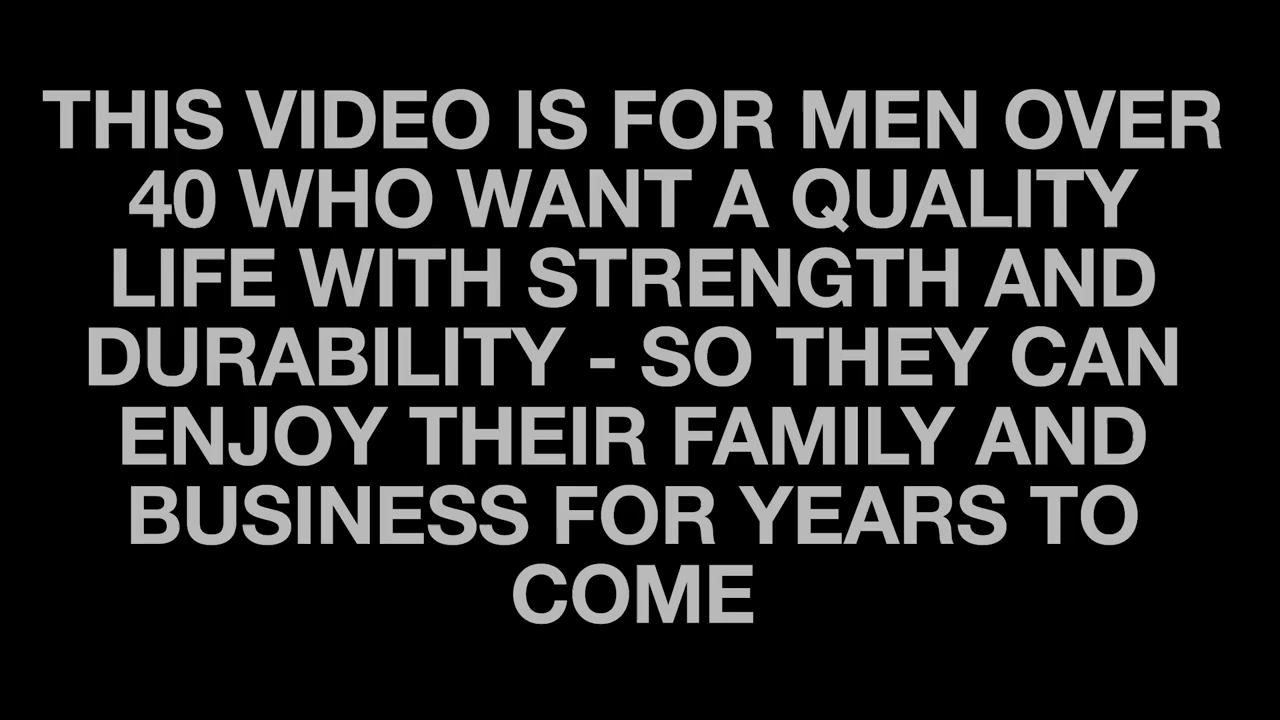 THIS VIDEO IS FOR MEN OVER
40 WHO WANT A QUALITY
LIFE WITH STRENGTH AND
DURABILITY - SO THEY CAN
ENJOY THEIR FAMILY AND
BUSINESS FOR YEARS TO
COME